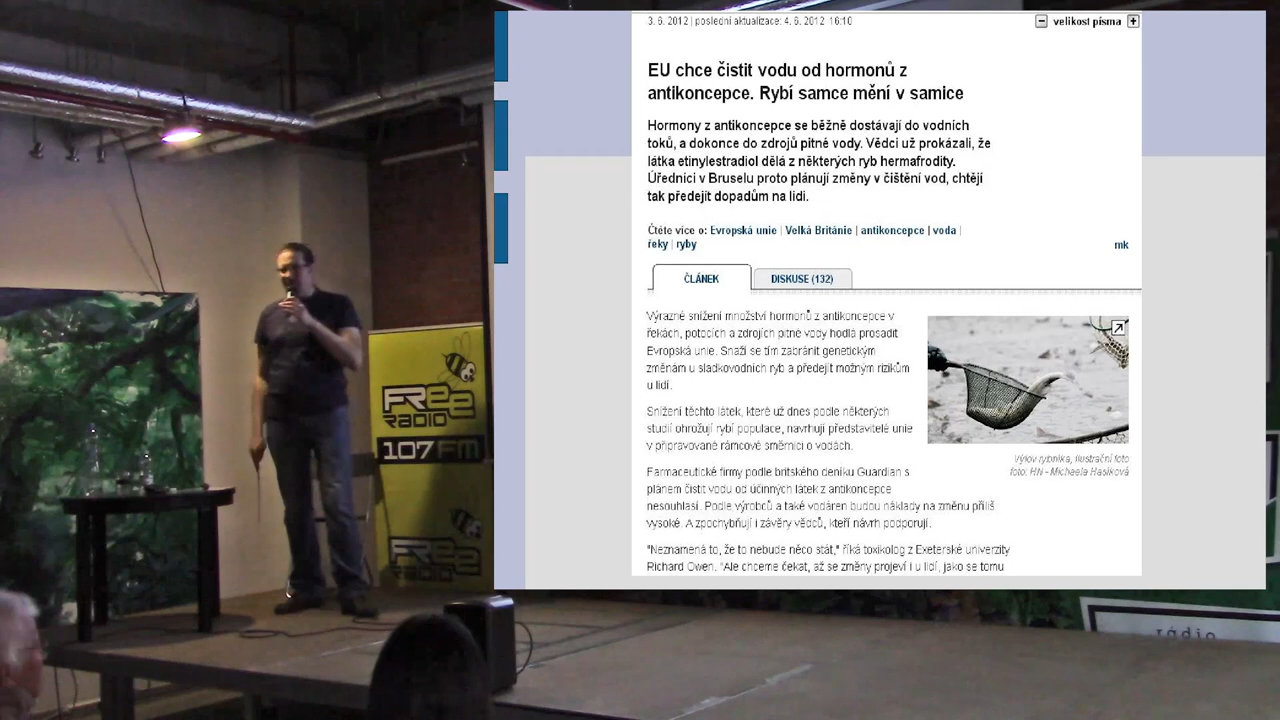 3. 6. 2012 | poslední aktualizace: 4. 6. 2012 16:10
velikost písma
EU chce čistit vodu od hormonů z
antikoncepce. Rybí samce mění v samice
Hormony z antikoncepce se běžně dostávají do vodních
toků, a dokonce do zdrojů pitné vody. Vědci už prokázali, že
látka etinylestradiol dělá z některých ryb hermafrodity.
Úředníci v Bruselu proto plánují změny v čištění vod, chtějí
tak předejít dopadům na lidi.
Čtěte více o: Evropská unie | Velká Británie | antikoncepce | voda |
řeky | ryby
mk
ČLÁNEK
DISKUSE (132)
Výrazné snížení množství hormonů z antikoncepce v
řekách, potocích a zdrojích pitné vody hodlá prosadit
Evropská unie. Snaží se tím zabránit genetickým
změnám u sladkovodních ryb a předejít možným rizikům
u lidí.
Snížení těchto látek, které už dnes podle některých
studií ohrožují rybí populace, navrhují představitelé unie
v připravované rámcové směrnici o vodách.
Výlov rybníka, ilustrační foto
foto: HN - Michaela Hasíková
Farmaceutické firmy podle britského deníku Guardian s
plánem čistit vodu od účinných látek z antikoncepce
nesouhlasí. Podle výrobců a také vodáren budou náklady na změnu příliš
vysoké. A zpochybňují i závěry vědců, kteří návrh podporují.
"Neznamená to, že to nebude něco stát," říká toxikolog z Exeterské univerzity
Richard Owen. "Ale chceme čekat, až se změny projeví i u lidí, jako se tomu
FREE
RADIO
107 FM
FREE
RADIO
rádio